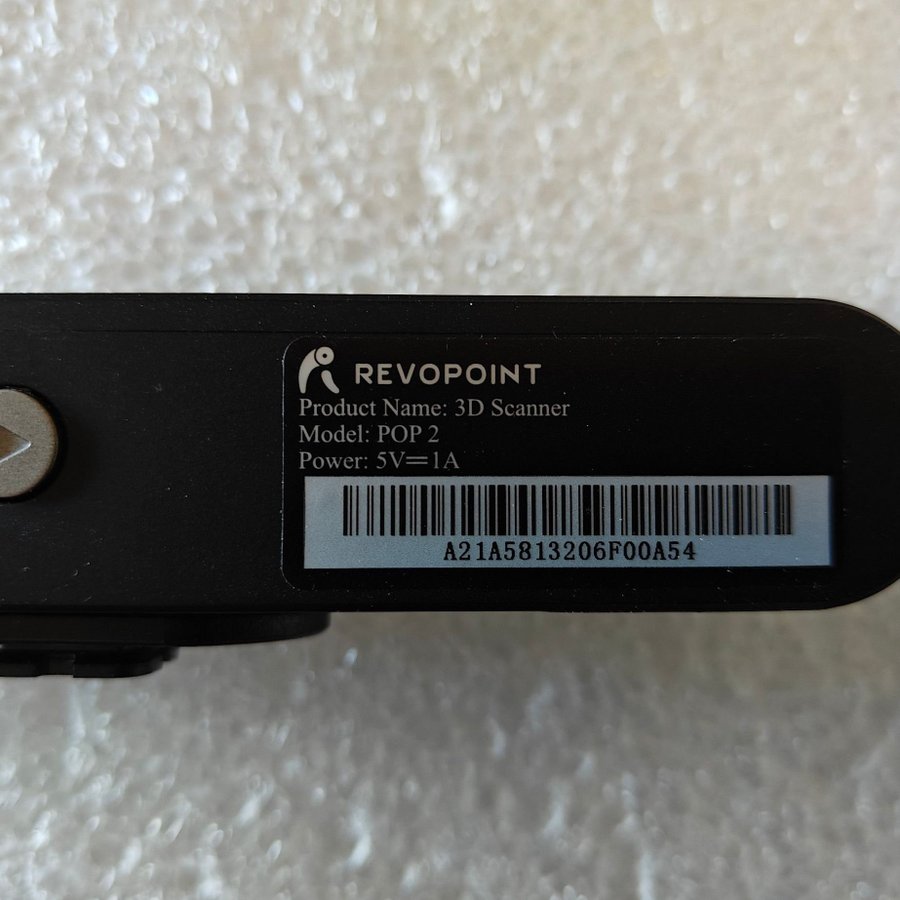 REVOPOINT
Product Name: 3D Scanner
Model: POP 2
Power: 5V⎓1A
A21A5813206F00A54